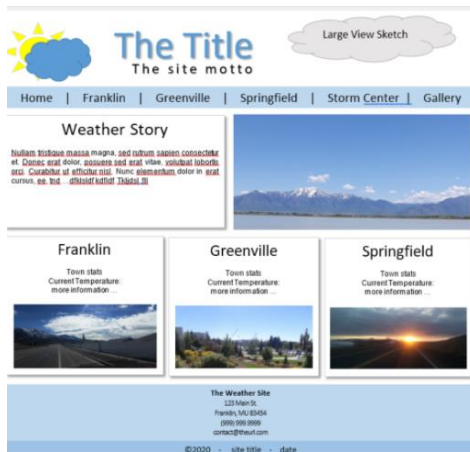 The Title
The site motto
Large View Sketch
Home | Franklin | Greenville | Springfield | Storm Center | Gallery
Weather Story
Nullam tristique massa magna, sed rutrum sapien consectetur
et. Donec erat dolor, posuere sed erat vitae, volutpat lobortis
orci. Curabitur ut efficitur nisl. Nunc elementum dolor in erat
cursus,
Franklin
Town stats
Current Temperature:
more information ...
Greenville
Town stats
Current Temperature:
more information ...
Springfield
Town stats
Current Temperature:
more information ...
The Weather Site
123 Main St.
Franklin, MU 83454
(999) 999 9999
contact@theurl.com
©2020 - site title - date